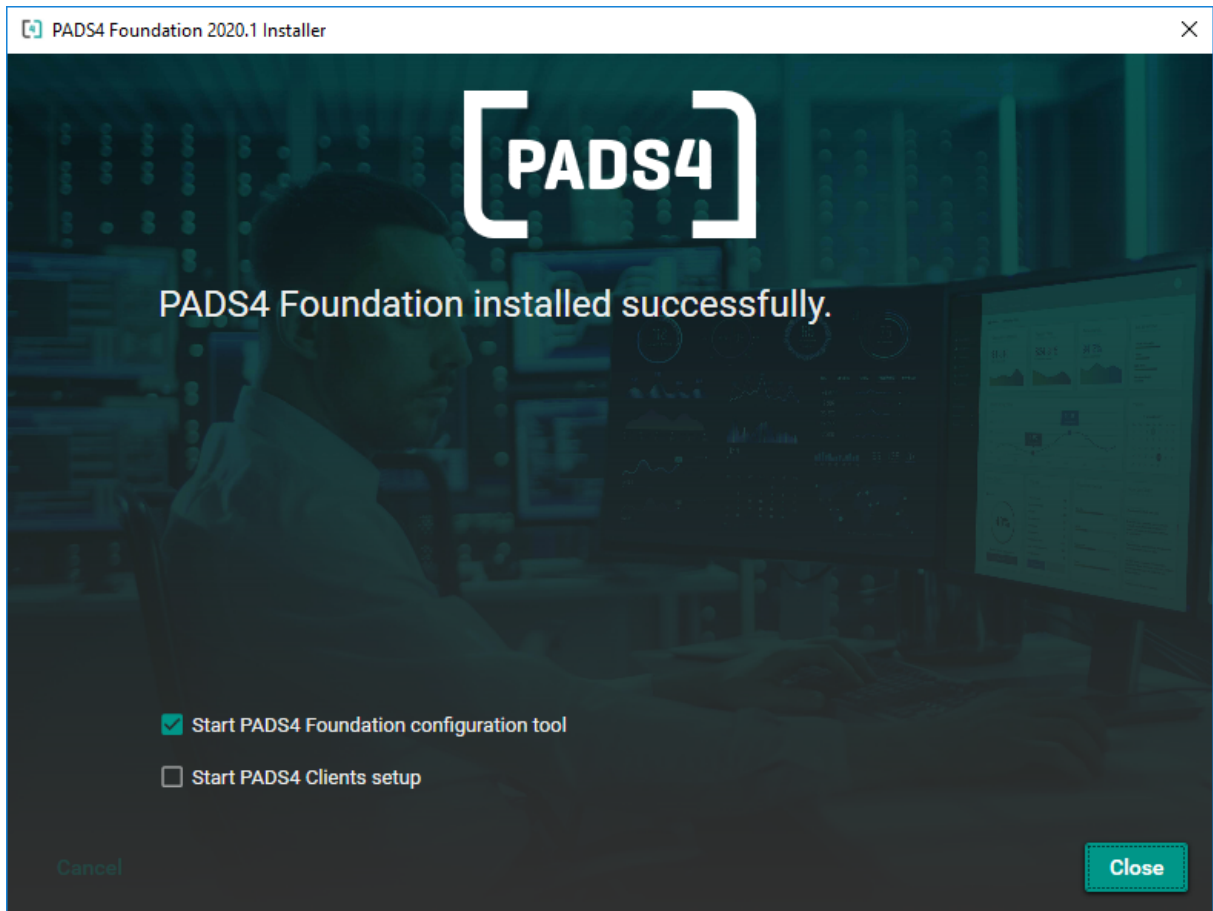 PADS4 Foundation 2020.1 Installer
PADS4
PADS4 Foundation installed successfully.
Start PADS4 Foundation configuration tool
Start PADS4 Clients setup
Cancel
Close